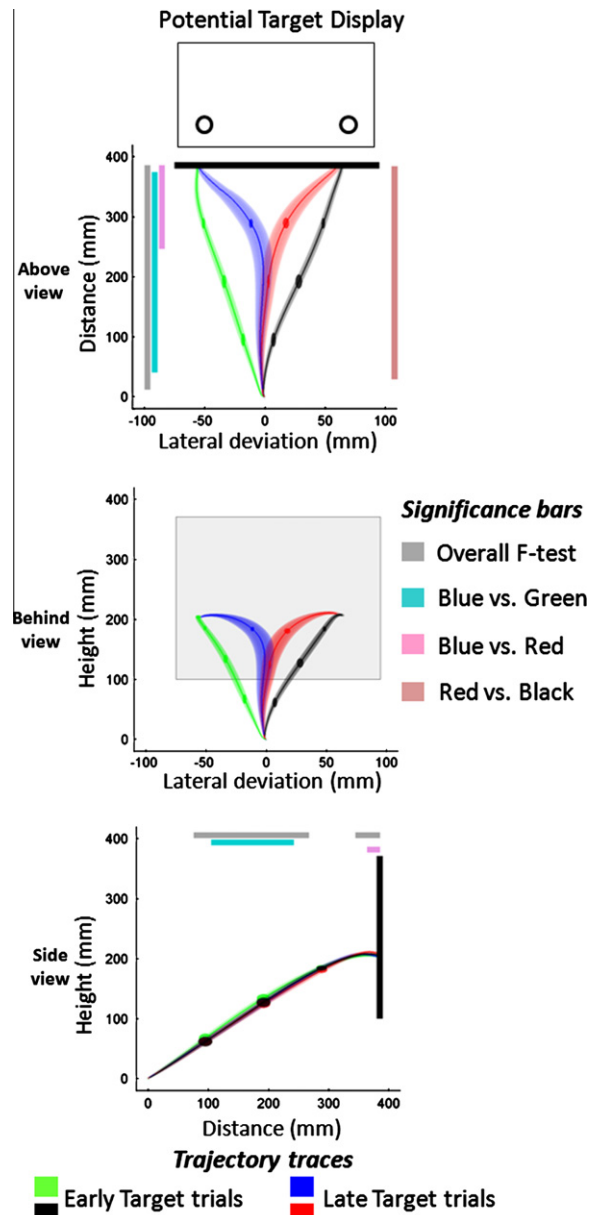 Potential Target Display
400
300
200
100
0
Distance (mm)
Above
view
-100 -50 0 50 100
Lateral deviation (mm)
400
300
200
100
0
Height (mm)
Behind
view
-100 -50 0 50 100
Lateral deviation (mm)
Significance bars
Overall F-test
Blue vs. Green
Blue vs. Red
Red vs. Black
400
300
200
100
0
Height (mm)
Side
view
0 100 200 300 400
Distance (mm)
Trajectory traces
Early Target trials Late Target trials